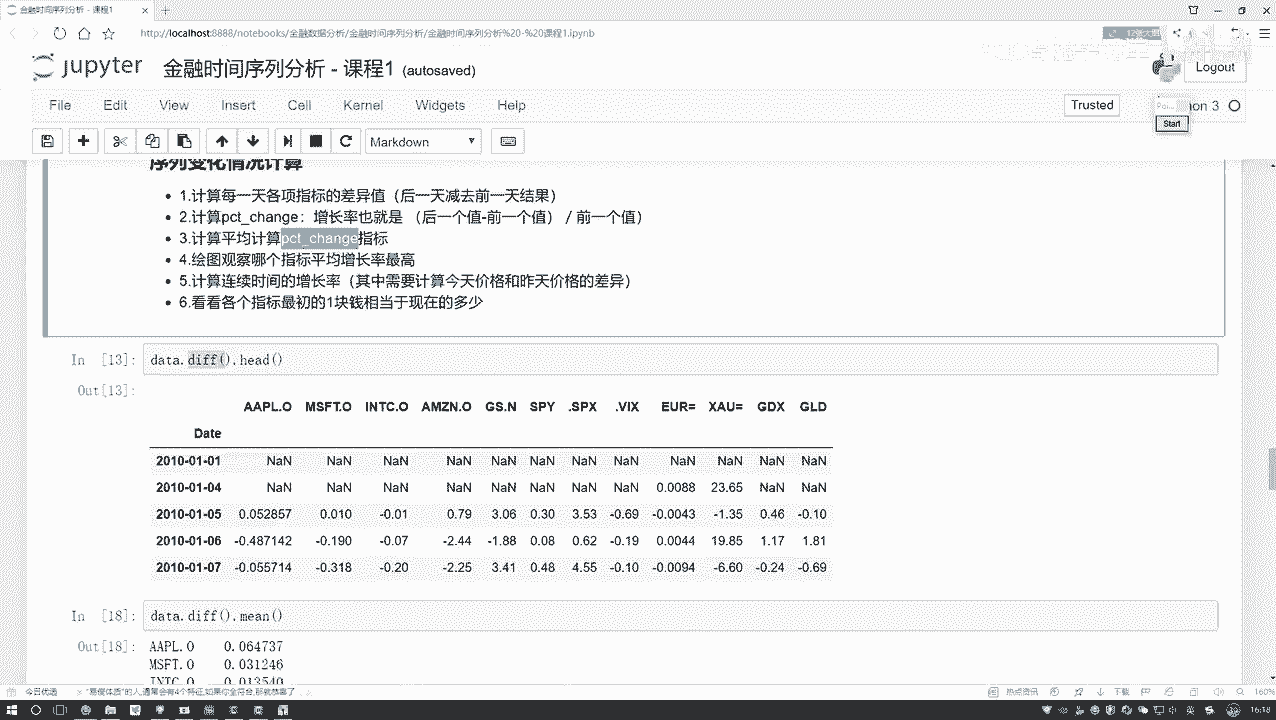 金融时间序列分析 - 课程1
http://localhost:8888/notebooks/金融数据分析/金融时间序列分析/金融时间序列分析%20-%20课程1.ipynb
jupyter 金融时间序列分析 - 课程1 (autosaved)
Logout
File Edit View Insert Cell Kernel Widgets Help
Trusted
on 3
Start
Markdown
序列变化情况计算
1.计算每一天各项指标的差异值（后一天减去前一天结果）
2.计算pct_change：增长率也就是 （后一个值-前一个值）/ 前一个值）
3.计算平均计算pct_change指标
4.绘图观察哪个指标平均增长率最高
5.计算连续时间的增长率（其中需要计算今天价格和昨天价格的差异）
6.看看各个指标最初的1块钱相当于现在的多少
In [13]: data.diff().head()
Out[13]:
AAPL.O MSFT.O INTC.O AMZN.O GS.N SPY .SPX .VIX EUR= XAU= GDX GLD
Date
2010-01-01 NaN NaN NaN NaN NaN NaN NaN NaN NaN NaN NaN NaN
2010-01-04 NaN NaN NaN NaN NaN NaN NaN NaN 0.0088 23.65 NaN NaN
2010-01-05 0.052857 0.010 -0.01 0.79 3.06 0.30 3.53 -0.69 -0.0043 -1.35 0.46 -0.10
2010-01-06 -0.487142 -0.190 -0.07 -2.44 -1.88 0.08 0.62 -0.19 0.0044 19.85 1.17 1.81
2010-01-07 -0.055714 -0.318 -0.20 -2.25 3.41 0.48 4.55 -0.10 -0.0094 -6.60 -0.24 -0.69
In [18]: data.diff().mean()
Out[18]: AAPL.O 0.064737
MSFT.O 0.031246
INTC.O 0.013540
今日优选
热点资讯
下载
160%
16:18